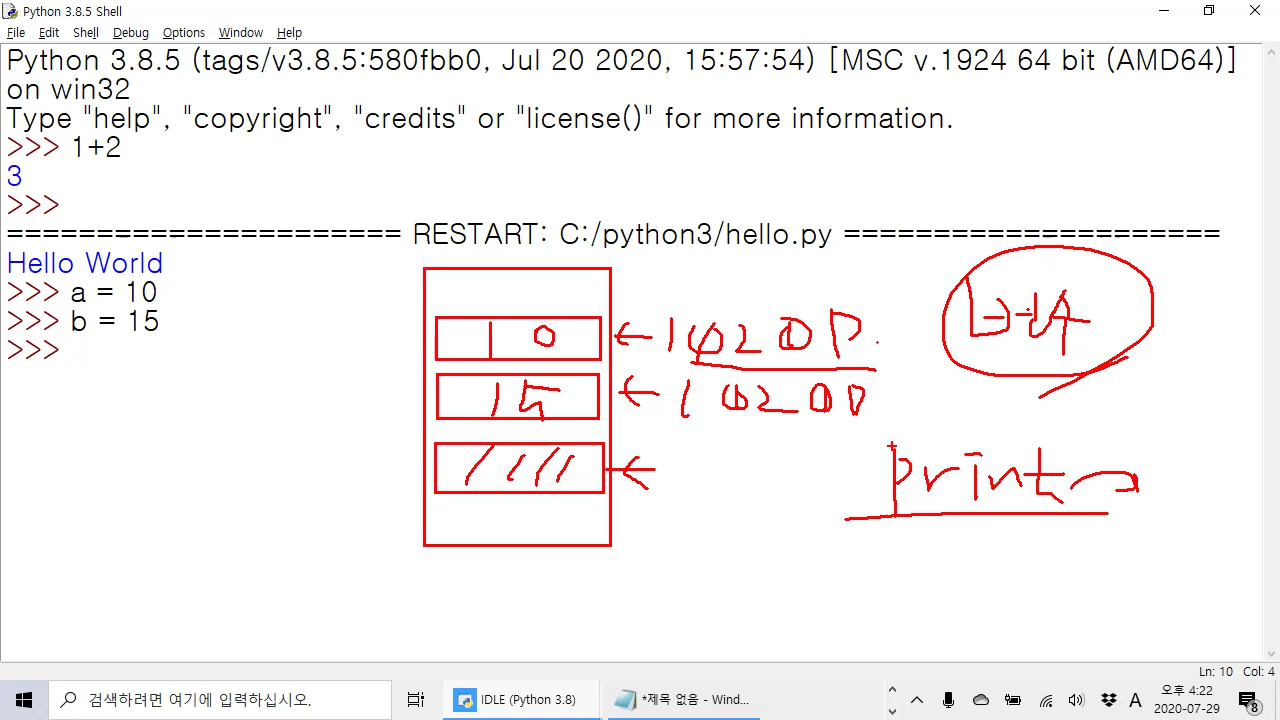 Python 3.8.5 Shell
File Edit Shell Debug Options Window Help
Python 3.8.5 (tags/v3.8.5:580fbb0, Jul 20 2020, 15:57:54) [MSC v.1924 64 bit (AMD64)]
on win32
Type "help", "copyright", "credits" or "license()" for more information.
>>> 1+2
3
>>>
===================== RESTART: C:/python3/hello.py =====================
Hello World
>>> a = 10
>>> b = 15
>>>
10
15
변수
print
Ln: 10 Col: 4
검색하려면 여기에 입력하십시오.
IDLE (Python 3.8)
*제목 없음 - Wind...
A
오후 4:22
2020-07-29
8